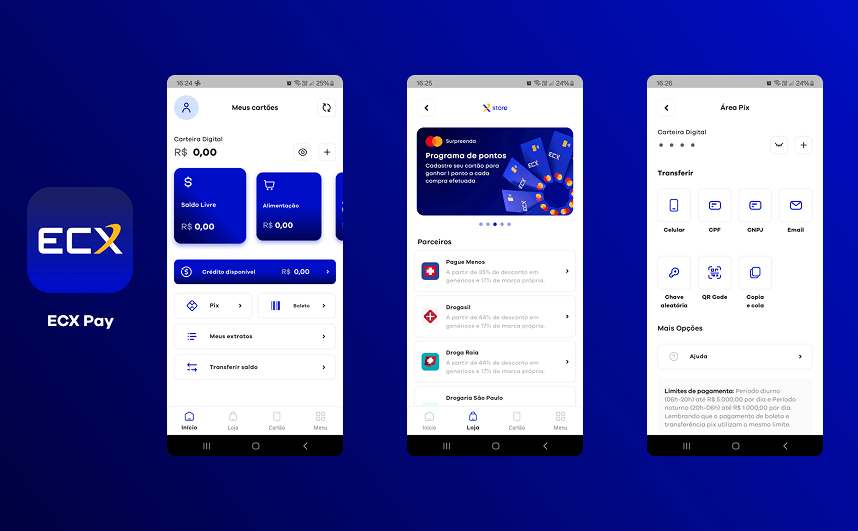 ECX
ECX Pay
16:24
25%
Meus cartões
Carteira Digital
R$ 0,00
Saldo Livre
R$ 0,00
Alimentação
R$ 0,00
Crédito disponível R$ 0,00
Pix
Boleto
Meus extratos
Transferir saldo
Início Loja Cartão Menu
16:25
24%
X store
Surpreenda
Programa de pontos
Cadastre seu cartão para
ganhar 1 ponto a cada
compra efetuada
ECX
ECX
ECX
Parceiros
Pague Menos
A partir de 35% de desconto em
genéricos e 17% de marca própria.
Drogasil
A partir de 44% de desconto em
genéricos e 17% de marca própria.
Droga Raia
A partir de 44% de desconto em
genéricos e 17% de marca própria.
Drogaria São Paulo
Início Loja Cartão Menu
16:26
24%
Área Pix
Carteira Digital
Transferir
Celular CPF CNPJ Email
Chave
aleatória
QR Code
Copia
e cola
Mais Opções
Ajuda
Limites de pagamento: Período diurno
(06h-20h) até R$ 5.000,00 por dia e Período
noturno (20h-06h) até R$ 1.000,00 por dia.
Lembrando que o pagamento de boleto e
transferência pix utilizam o mesmo limite.